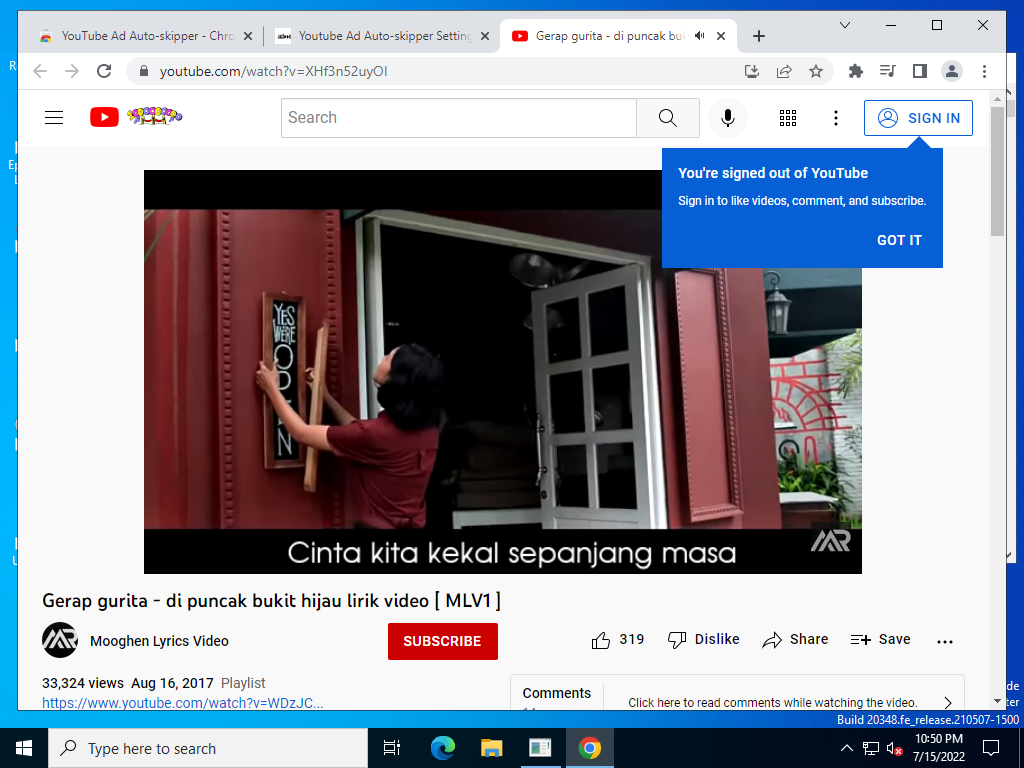 YouTube Ad Auto-skipper - Chro
Youtube Ad Auto-skipper Setting
Gerap gurita - di puncak buk
youtube.com/watch?v=XHf3n52uyOI
Search
SIGN IN
You're signed out of YouTube
Sign in to like videos, comment, and subscribe.
GOT IT
YES
WE'RE
OPEN
Cinta kita kekal sepanjang masa
MR
Gerap gurita - di puncak bukit hijau lirik video [ MLV1 ]
Mooghen Lyrics Video
SUBSCRIBE
319
Dislike
Share
Save
33,324 views Aug 16, 2017 Playlist
https://www.youtube.com/watch?v=WDzJC...
Comments
Click here to read comments while watching the video.
Build 20348.fe_release.210507-1500
Type here to search
10:50 PM
7/15/2022